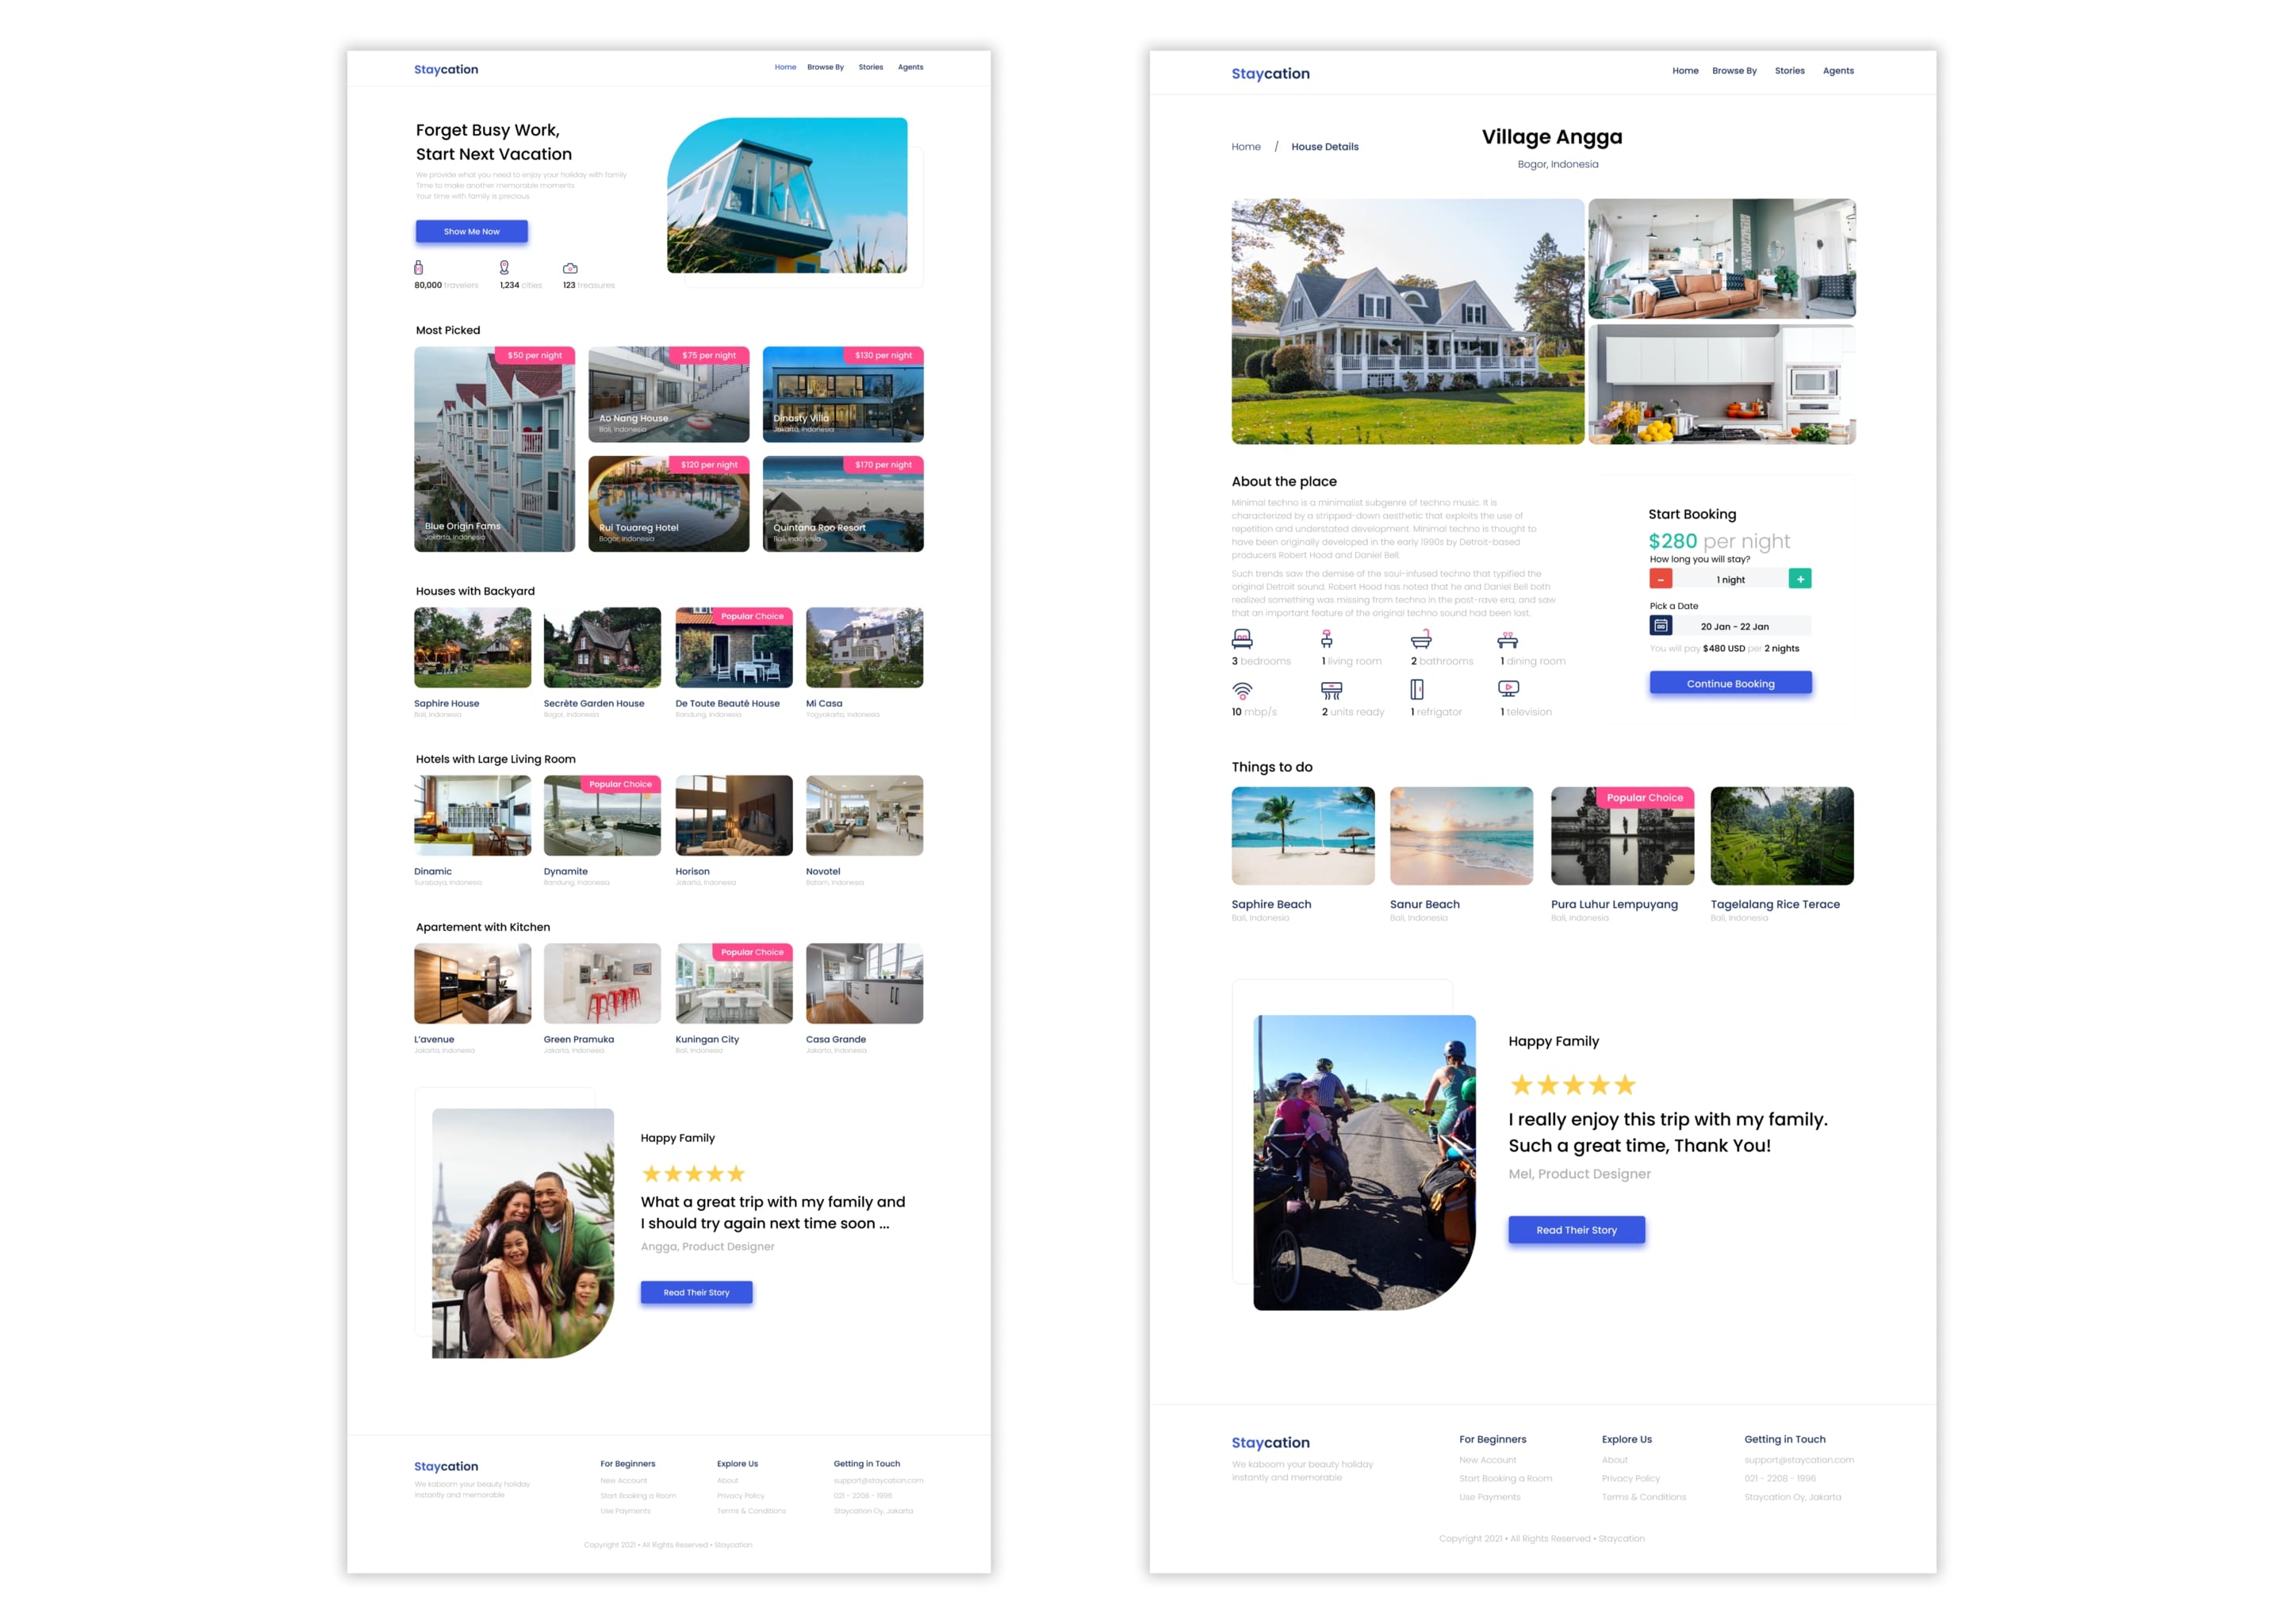 Staycation
Home Browse By Stories Agents
Forget Busy Work,
Start Next Vacation
We provide what you need to enjoy your holiday with family
Time to make another memorable moments
Your time with family is precious
Show Me Now
80,000 travelers 1,234 cities 123 treasures
Most Picked
$50 per night
Blue Origin Fams
Jakarta, Indonesia
$75 per night
Ao Nang House
Bali, Indonesia
$130 per night
Dinasty Villa
Jakarta, Indonesia
$120 per night
Rui Touareg Hotel
Bogor, Indonesia
$170 per night
Quintana Roo Resort
Bali, Indonesia
Houses with Backyard
Popular Choice
Saphire House Secrète Garden House De Toute Beauté House Mi Casa
Bali, Indonesia Bogor, Indonesia Bandung, Indonesia Yogyakarta, Indonesia
Hotels with Large Living Room
Popular Choice
Dinamic Dynamite Horison Novotel
Surabaya, Indonesia Bandung, Indonesia Jakarta, Indonesia Batam, Indonesia
Apartement with Kitchen
Popular Choice
L'avenue Green Pramuka Kuningan City Casa Grande
Jakarta, Indonesia Jakarta, Indonesia Bali, Indonesia Jakarta, Indonesia
Happy Family
What a great trip with my family and
I should try again next time soon ...
Angga, Product Designer
Read Their Story
Staycation
We kaboom your beauty holiday
instantly and memorable
For Beginners
New Account
Start Booking a Room
Use Payments
Explore Us
About
Privacy Policy
Terms & Conditions
Getting in Touch
support@staycation.com
021 - 2208 - 1996
Staycation Oy, Jakarta
Copyright 2021 • All Rights Reserved • Staycation
Staycation
Home Browse By Stories Agents
Home / House Details
Village Angga
Bogor, Indonesia
About the place
Minimal techno is a minimalist subgenre of techno music. It is
characterized by a stripped-down aesthetic that exploits the use of
repetition and understated development. Minimal techno is thought to
have been originally developed in the early 1990s by Detroit-based
producers Robert Hood and Daniel Bell.
Such trends saw the demise of the soul-infused techno that typified the
original Detroit sound. Robert Hood has noted that he and Daniel Bell both
realized something was missing from techno in the post-rave era, and saw
that an important feature of the original techno sound had been lost.
3 bedrooms 1 living room 2 bathrooms 1 dining room
10 mbp/s 2 units ready 1 refrigator 1 television
Start Booking
$280 per night
How long you will stay?
- 1 night +
Pick a Date
20 Jan - 22 Jan
You will pay $480 USD per 2 nights
Continue Booking
Things to do
Popular Choice
Saphire Beach Sanur Beach Pura Luhur Lempuyang Tagelalang Rice Terace
Bali, Indonesia Bali, Indonesia Bali, Indonesia Bali, Indonesia
Happy Family
I really enjoy this trip with my family.
Such a great time, Thank You!
Mel, Product Designer
Read Their Story
Staycation
We kaboom your beauty holiday
instantly and memorable
For Beginners
New Account
Start Booking a Room
Use Payments
Explore Us
About
Privacy Policy
Terms & Conditions
Getting in Touch
support@staycation.com
021 - 2208 - 1996
Staycation Oy, Jakarta
Copyright 2021 • All Rights Reserved • Staycation